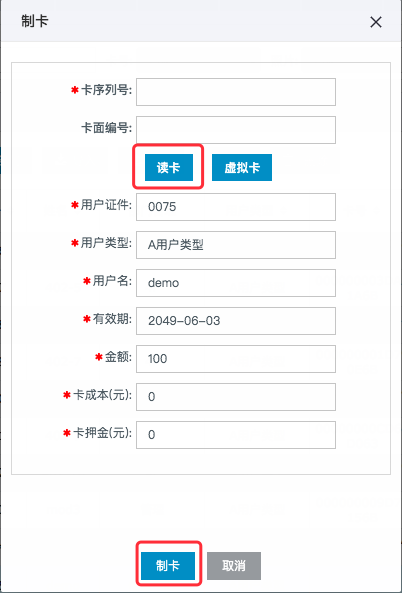 制卡
*卡序列号:
卡面编号:
读卡 虚拟卡
*用户证件: 0075
*用户类型: A用户类型
*用户名: demo
*有效期: 2049-06-03
*金额: 100
*卡成本(元): 0
*卡押金(元): 0
制卡 取消